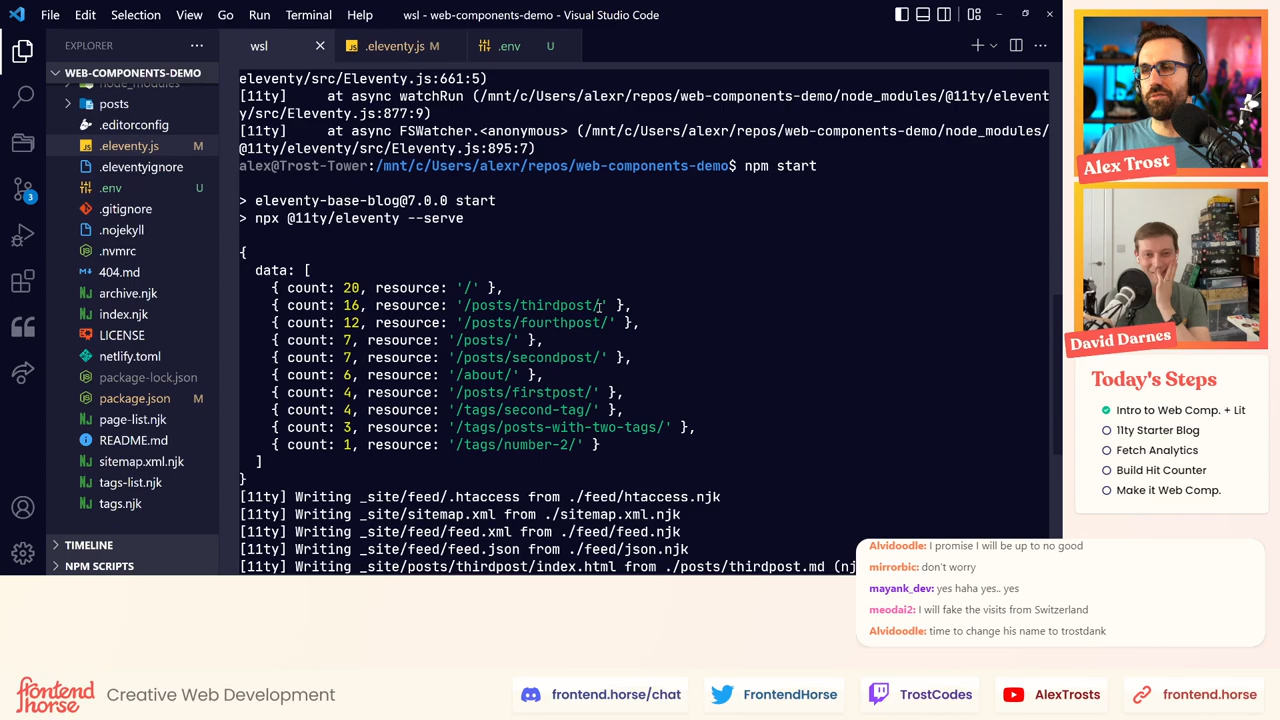 File Edit Selection View Go Run Terminal Help
wsl - web-components-demo - Visual Studio Code
EXPLORER
wsl
.eleventy.js M
.env U
WEB-COMPONENTS-DEMO
node_modules
posts
.editorconfig
.eleventy.js M
.eleventyignore
.env U
.gitignore
.nojekyll
.nvmrc
404.md
archive.njk
index.njk
LICENSE
netlify.toml
package-lock.json
package.json M
page-list.njk
README.md
sitemap.xml.njk
tags-list.njk
tags.njk
TIMELINE
NPM SCRIPTS
3
eleventy/src/Eleventy.js:661:5)
[11ty]     at async watchRun (/mnt/c/Users/alexr/repos/web-components-demo/node_modules/@11ty/elevent
y/src/Eleventy.js:877:9)
[11ty]     at async FSWatcher.<anonymous> (/mnt/c/Users/alexr/repos/web-components-demo/node_modules/
@11ty/eleventy/src/Eleventy.js:895:7)
alex@Trost-Tower:/mnt/c/Users/alexr/repos/web-components-demo$ npm start
> eleventy-base-blog@7.0.0 start
> npx @11ty/eleventy --serve
{
data: [
{ count: 20, resource: '/' },
{ count: 16, resource: '/posts/thirdpost/' },
{ count: 12, resource: '/posts/fourthpost/' },
{ count: 7, resource: '/posts/' },
{ count: 7, resource: '/posts/secondpost/' },
{ count: 6, resource: '/about/' },
{ count: 4, resource: '/posts/firstpost/' },
{ count: 4, resource: '/tags/second-tag/' },
{ count: 3, resource: '/tags/posts-with-two-tags/' },
{ count: 1, resource: '/tags/number-2/' }
]
}
[11ty] Writing _site/feed/.htaccess from ./feed/htaccess.njk
[11ty] Writing _site/sitemap.xml from ./sitemap.xml.njk
[11ty] Writing _site/feed/feed.xml from ./feed/feed.njk
[11ty] Writing _site/feed/feed.json from ./feed/json.njk
[11ty] Writing _site/posts/thirdpost/index.html from ./posts/thirdpost.md (nj
Alex Trost
David Darnes
Today's Steps
Intro to Web Comp. + Lit
11ty Starter Blog
Fetch Analytics
Build Hit Counter
Make it Web Comp.
Alvidoodle: I promise I will be up to no good
mirrorbic: don't worry
mayank_dev: yes haha yes.. yes
meodai2: I will fake the visits from Switzerland
Alvidoodle: time to change his name to trostdank
frontend horse
Creative Web Development
frontend.horse/chat
FrontendHorse
TrostCodes
AlexTrosts
frontend.horse